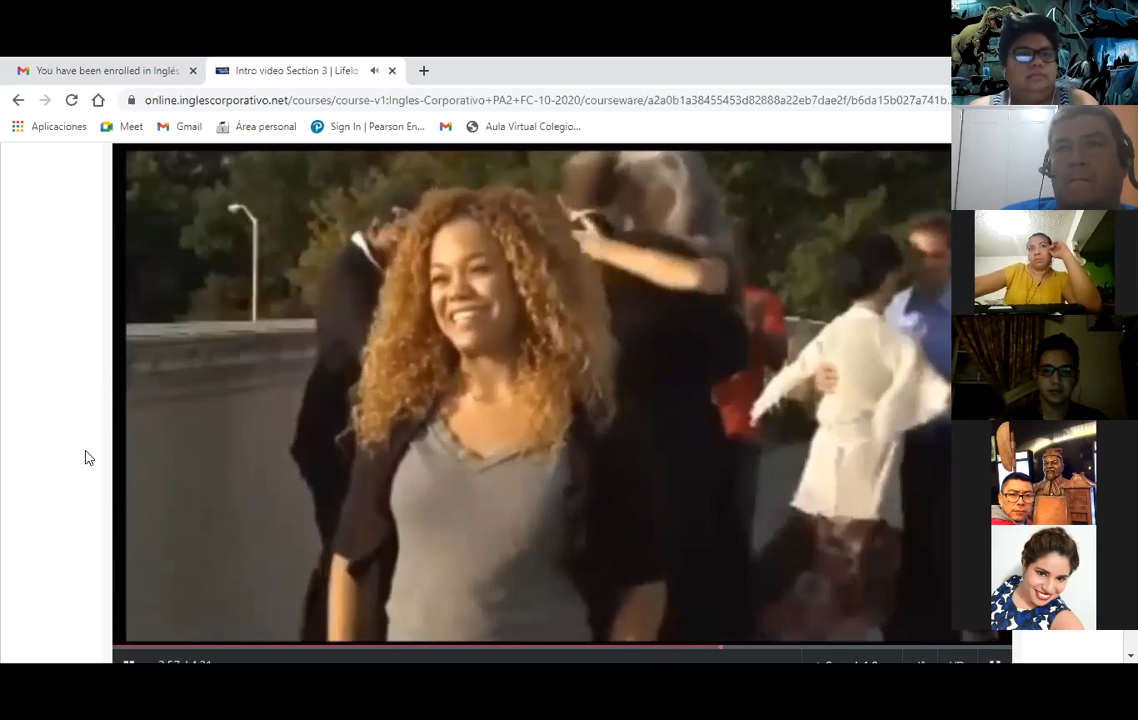 You have been enrolled in Inglés
Intro video Section 3 | Lifelo
online.inglescorporativo.net/courses/course-v1:Ingles-Corporativo+PA2+FC-10-2020/courseware/a2a0b1a38455453d82888a22eb7dae2f/b6da15b027a741b...
Aplicaciones Meet Gmail Área personal Sign In | Pearson En... Aula Virtual Colegio...